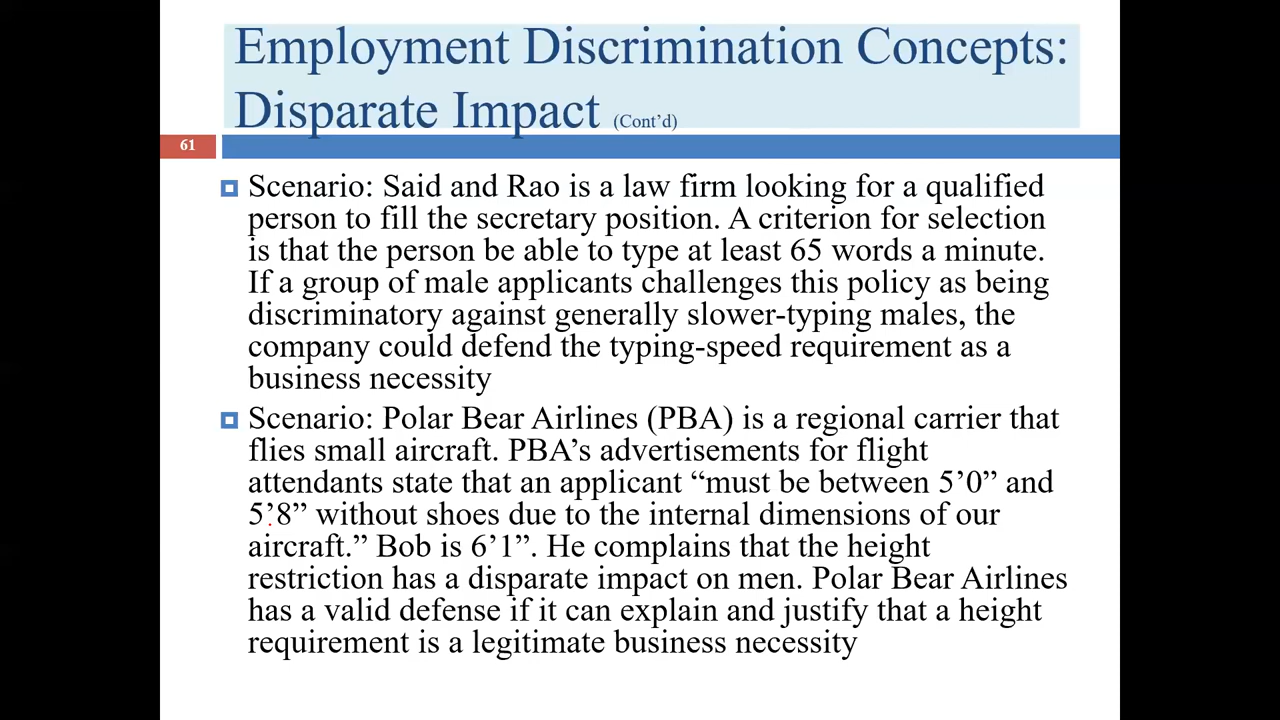 Employment Discrimination Concepts:
Disparate Impact (Cont’d)
61
Scenario: Said and Rao is a law firm looking for a qualified
person to fill the secretary position. A criterion for selection
is that the person be able to type at least 65 words a minute.
If a group of male applicants challenges this policy as being
discriminatory against generally slower-typing males, the
company could defend the typing-speed requirement as a
business necessity
Scenario: Polar Bear Airlines (PBA) is a regional carrier that
flies small aircraft. PBA’s advertisements for flight
attendants state that an applicant “must be between 5’0” and
5’8” without shoes due to the internal dimensions of our
aircraft.” Bob is 6’1”. He complains that the height
restriction has a disparate impact on men. Polar Bear Airlines
has a valid defense if it can explain and justify that a height
requirement is a legitimate business necessity